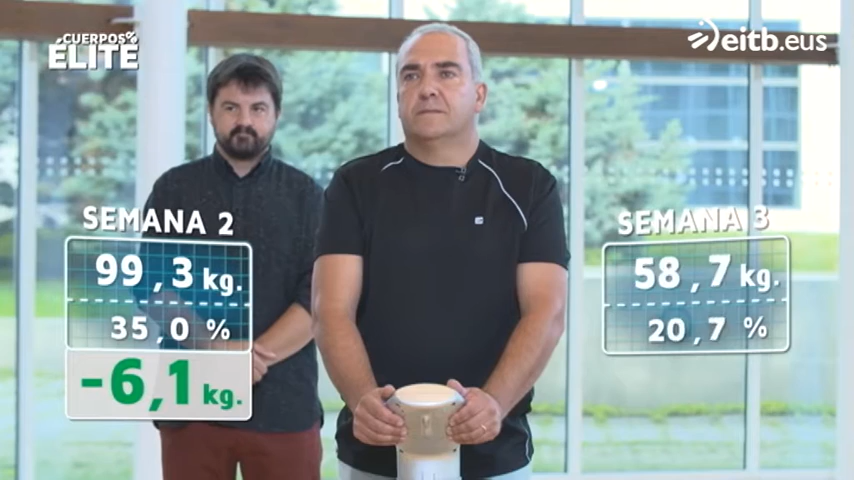 CUERPOS%
ÉLITE
eitb.eus
SEMANA 2
99,3 kg.
35,0 %
-6,1 kg.
SEMANA 3
58,7 kg.
20,7 %